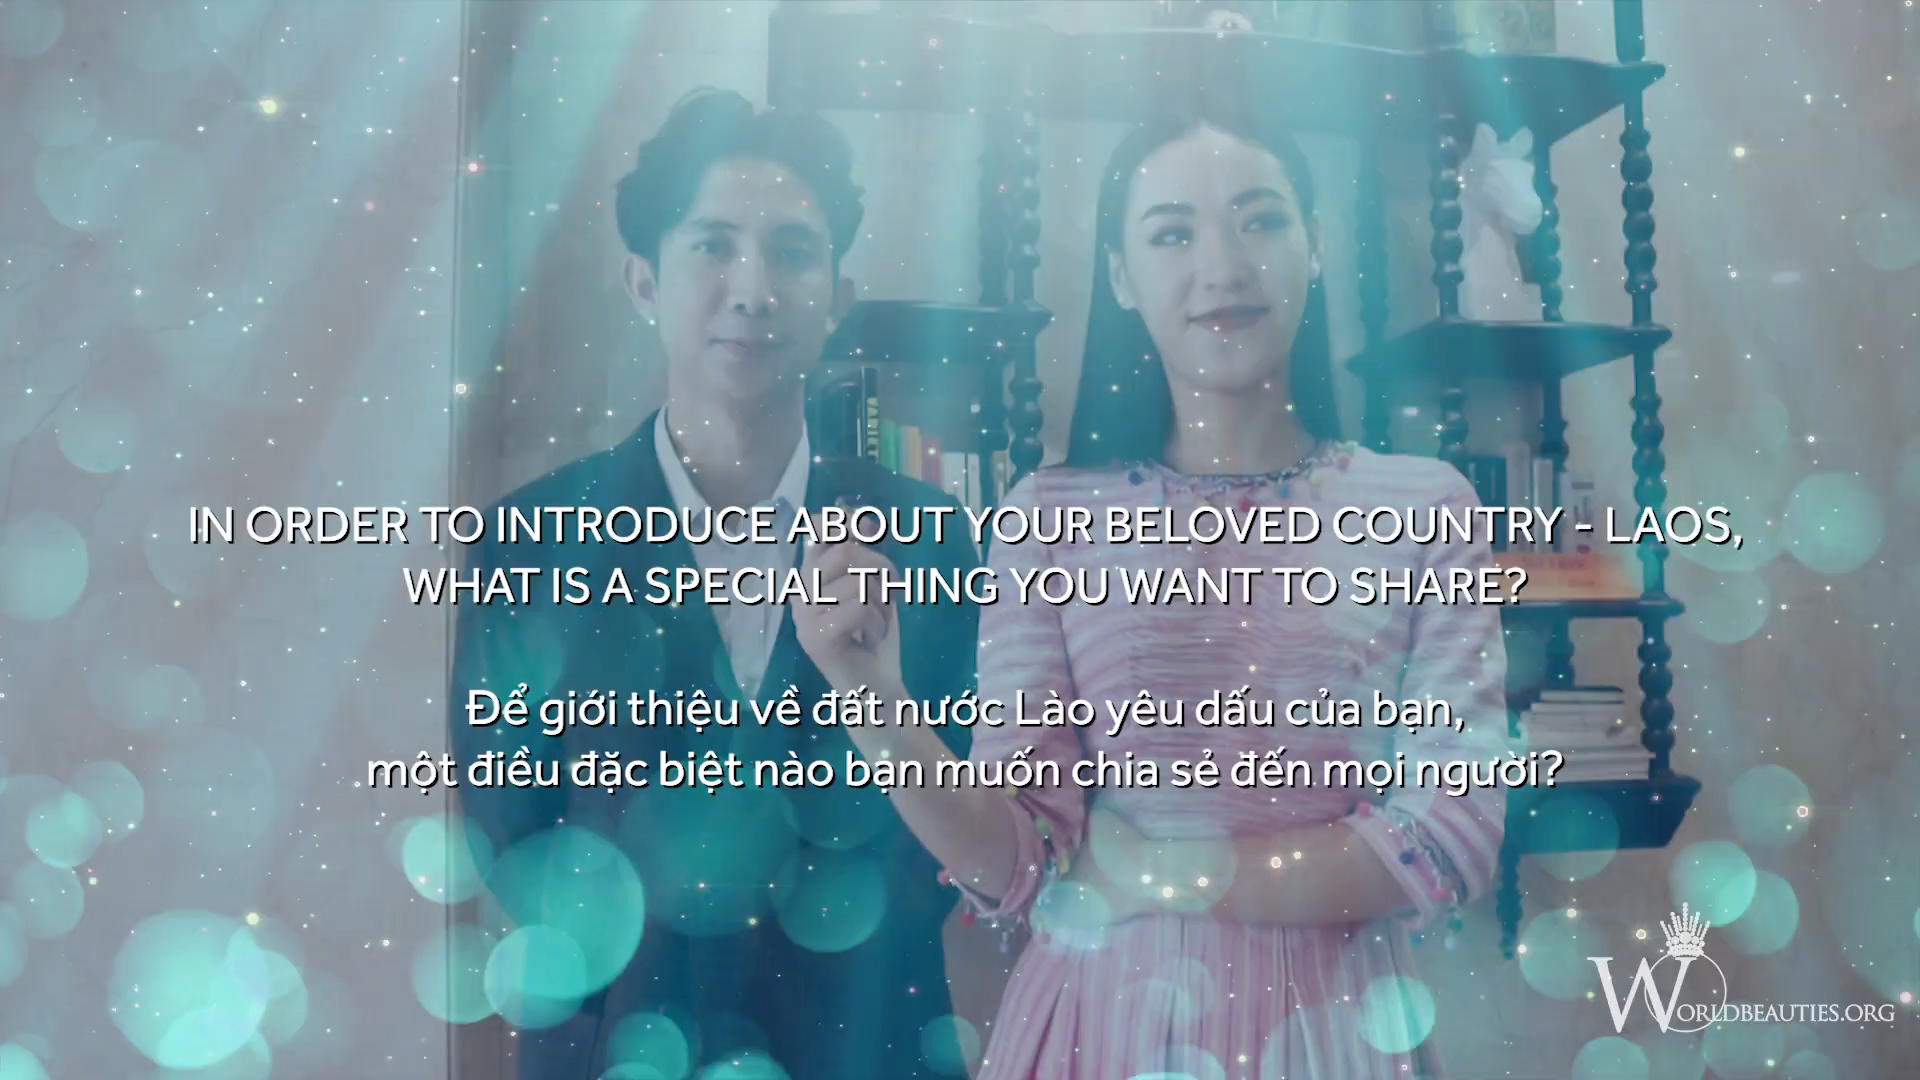 VARIET
IN ORDER TO INTRODUCE ABOUT YOUR BELOVED COUNTRY - LAOS,
WHAT IS A SPECIAL THING YOU WANT TO SHARE?
Để giới thiệu về đất nước Lào yêu dấu của bạn,
một điều đặc biệt nào bạn muốn chia sẻ đến mọi người?
WORLDBEAUTIES.ORG